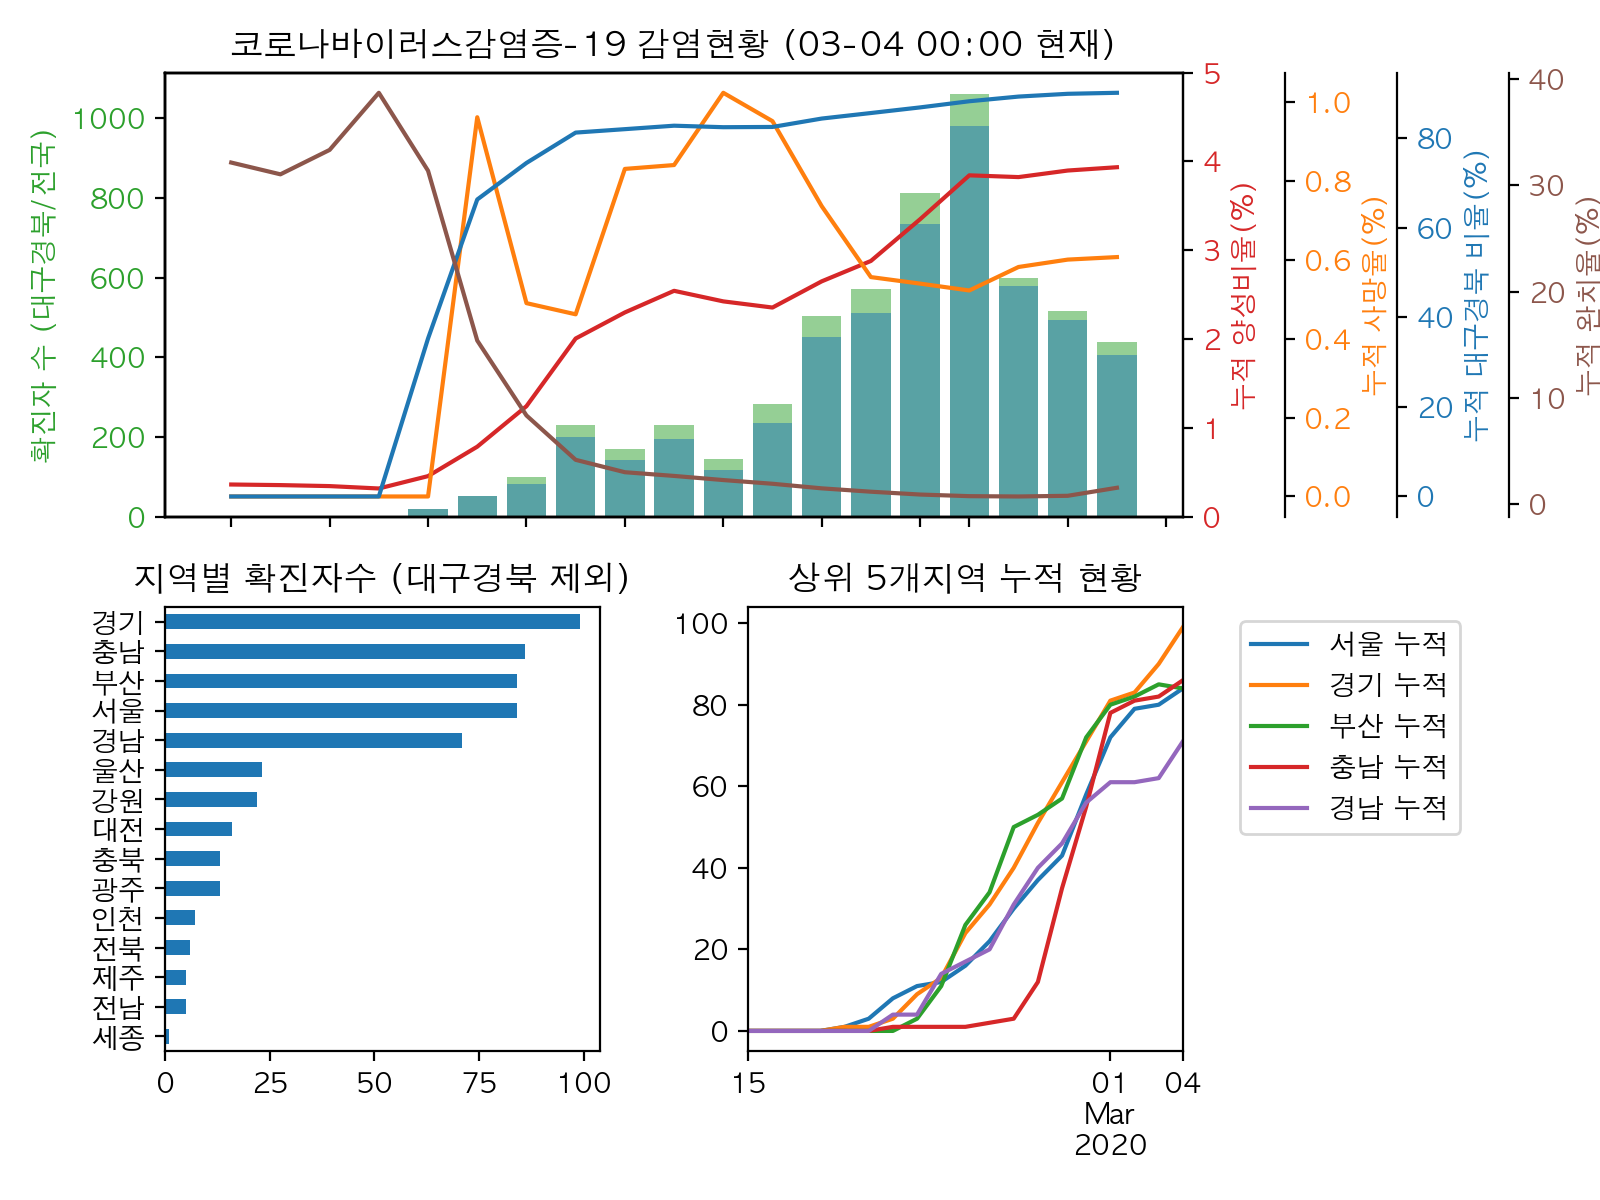 코로나바이러스감염증-19 감염현황 (03-04 00:00 현재)
확진자 수 (대구경북/전국)
1000
800
600
400
200
0
5
4
3
2
1
0
누적 양성비율(%)
1.0
0.8
0.6
0.4
0.2
0.0
누적 사망율(%)
80
60
40
20
0
누적 대구경북 비율(%)
40
30
20
10
0
누적 완치율(%)
지역별 확진자수 (대구경북 제외)
경기
충남
부산
서울
경남
울산
강원
대전
충북
광주
인천
전북
제주
전남
세종
0 25 50 75 100
상위 5개지역 누적 현황
100
80
60
40
20
0
15 01 04
Mar
2020
서울 누적
경기 누적
부산 누적
충남 누적
경남 누적